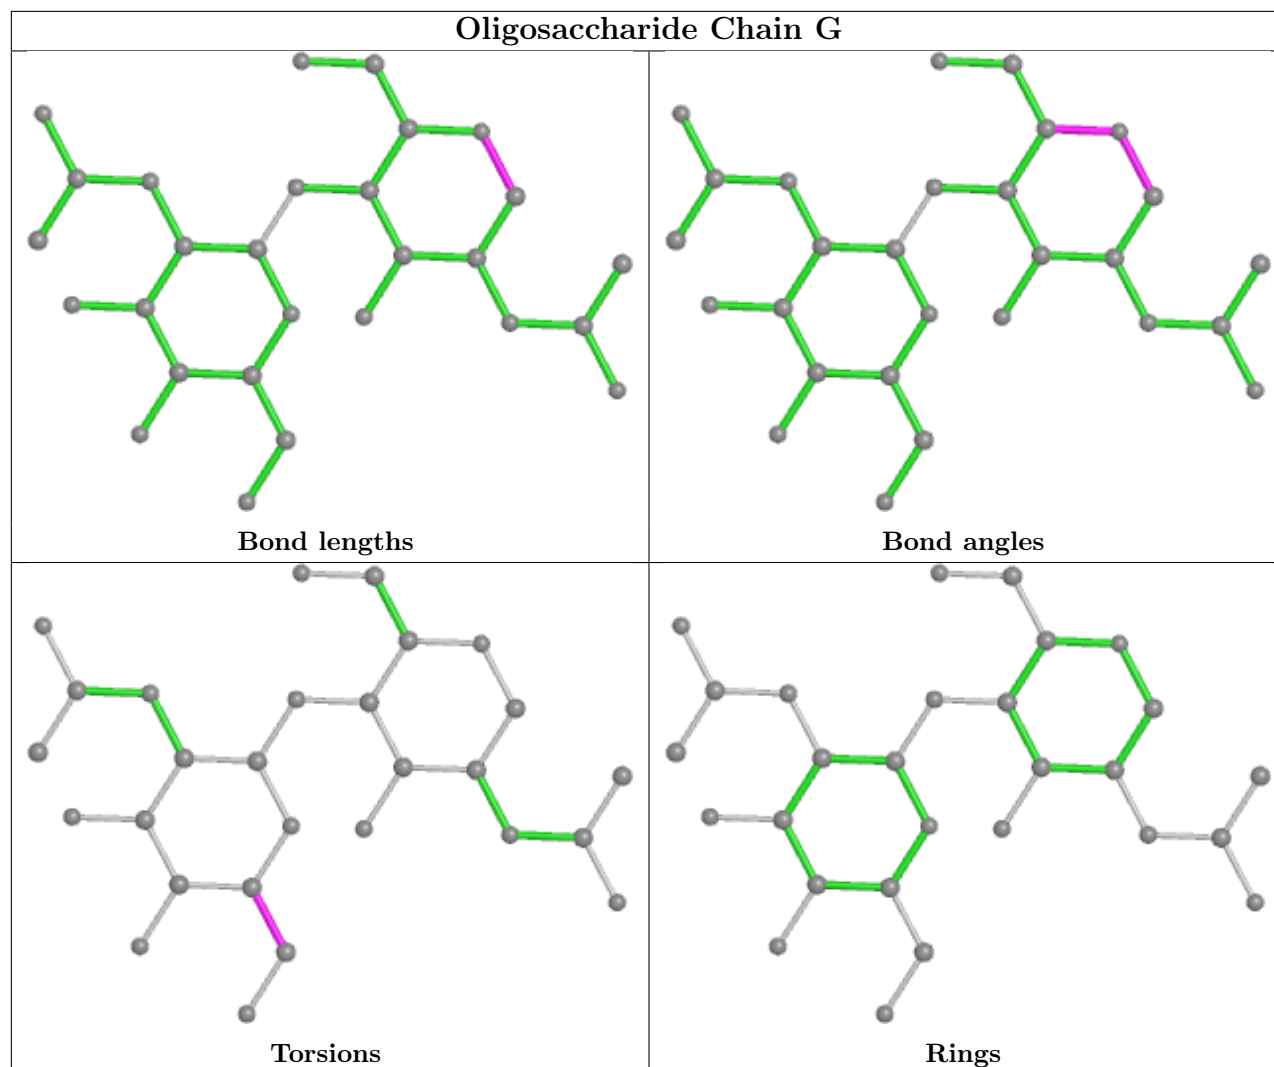 Oligosaccharide Chain G
Bond lengths
Bond angles
Torsions
Rings